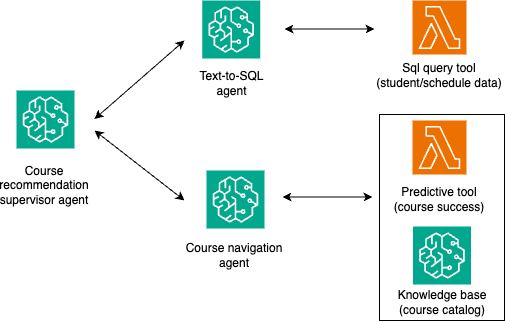 Text-to-SQL
agent
Sql query tool
(student/schedule data)
Course
recommendation
supervisor agent
Course navigation
agent
Predictive tool
(course success)
Knowledge base
(course catalog)